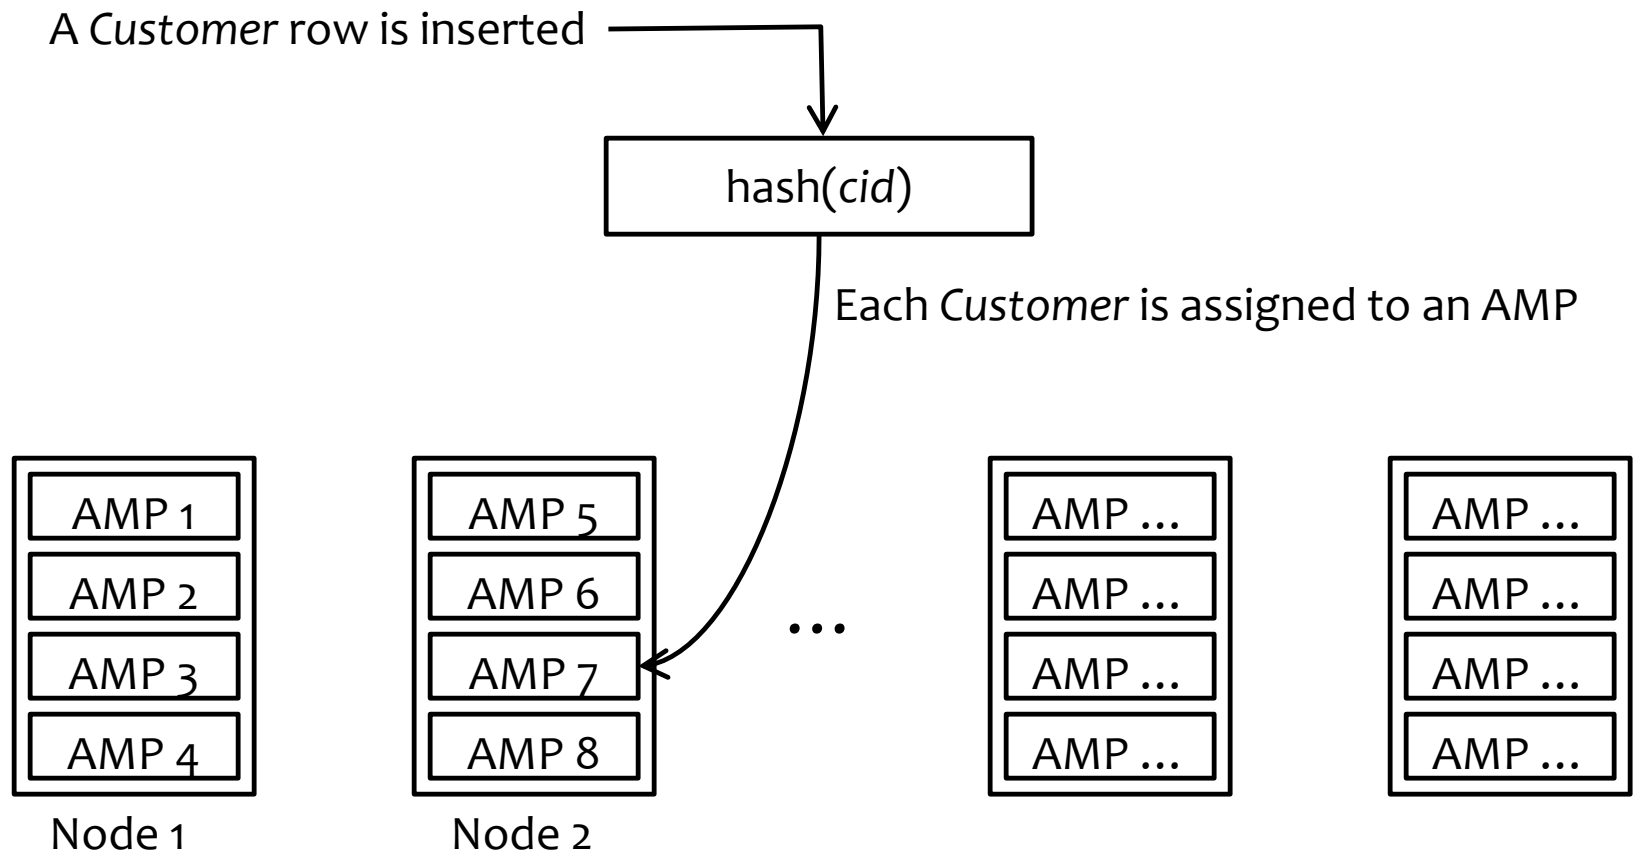 A Customer row is inserted
hash(cid)
Each Customer is assigned to an AMP
AMP 1
AMP 2
AMP 3
AMP 4
Node 1
AMP 5
AMP 6
AMP 7
AMP 8
Node 2
...
AMP ...
AMP ...
AMP ...
AMP ...
AMP ...
AMP ...
AMP ...
AMP ...